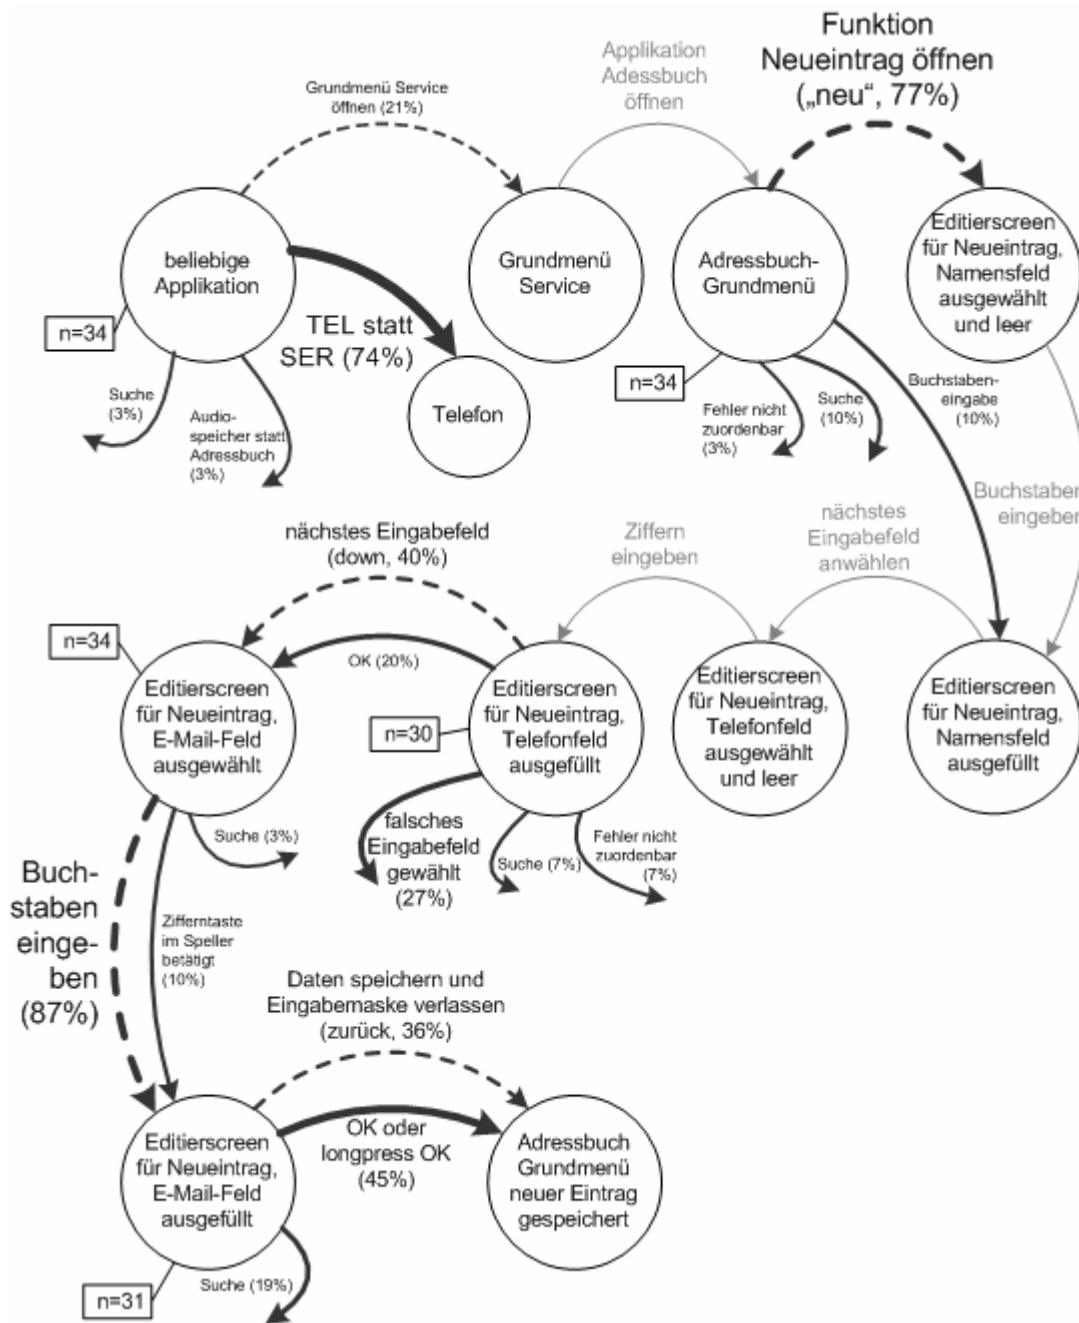 Funktion
Neueintrag öffnen
(„neu“, 77%)
Applikation
Adessbuch
öffnen
Grundmenü Service
öffnen (21%)
beliebige
Applikation
Grundmenü
Service
Adressbuch-
Grundmenü
Editierscreen
für Neueintrag,
Namensfeld
ausgewählt
und leer
n=34
TEL statt
SER (74%)
Telefon
n=34
Suche
(3%)
Audio-
speicher statt
Adressbuch
(3%)
Fehler nicht
zuordenbar
(3%)
Suche
(10%)
Buchstaben-
eingabe
(10%)
Buchstaben
eingeben
nächstes
Eingabefeld
anwählen
Ziffern
eingeben
nächstes Eingabefeld
(down, 40%)
n=34
OK (20%)
Editierscreen
für Neueintrag,
E-Mail-Feld
ausgewählt
n=30
Editierscreen
für Neueintrag,
Telefonfeld
ausgefüllt
Editierscreen
für Neueintrag,
Telefonfeld
ausgewählt
und leer
Editierscreen
für Neueintrag,
Namensfeld
ausgefüllt
Suche (3%)
falsches
Eingabefeld
gewählt
(27%)
Suche (7%)
Fehler nicht
zuordenbar
(7%)
Buch-
staben
einge-
ben
(87%)
Zifferntaste
im Speller
betätigt
(10%)
Daten speichern und
Eingabemaske verlassen
(zurück, 36%)
Editierscreen
für Neueintrag,
E-Mail-Feld
ausgefüllt
OK oder
longpress OK
(45%)
Adressbuch
Grundmenü
neuer Eintrag
gespeichert
Suche (19%)
n=31